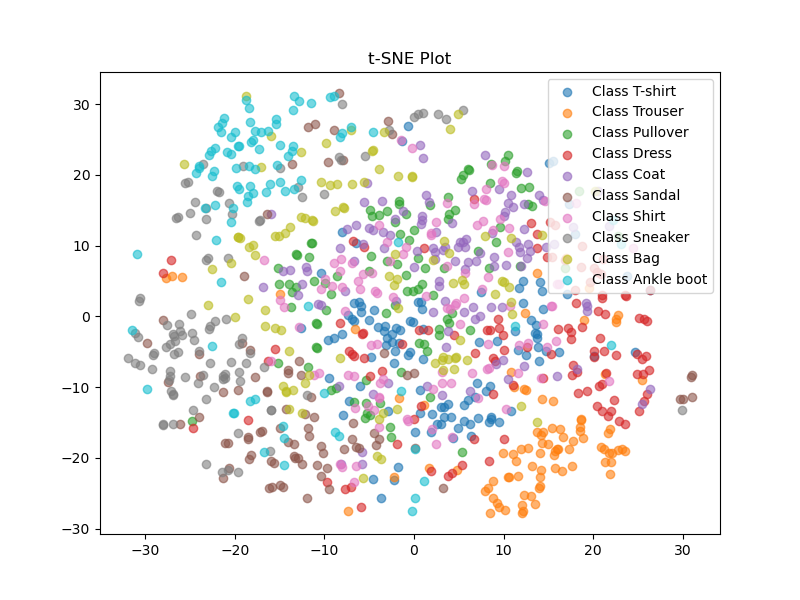 t-SNE Plot
30
20
10
0
−10
−20
−30
−30
−20
−10
0
10
20
30
Class T-shirt
Class Trouser
Class Pullover
Class Dress
Class Coat
Class Sandal
Class Shirt
Class Sneaker
Class Bag
Class Ankle boot